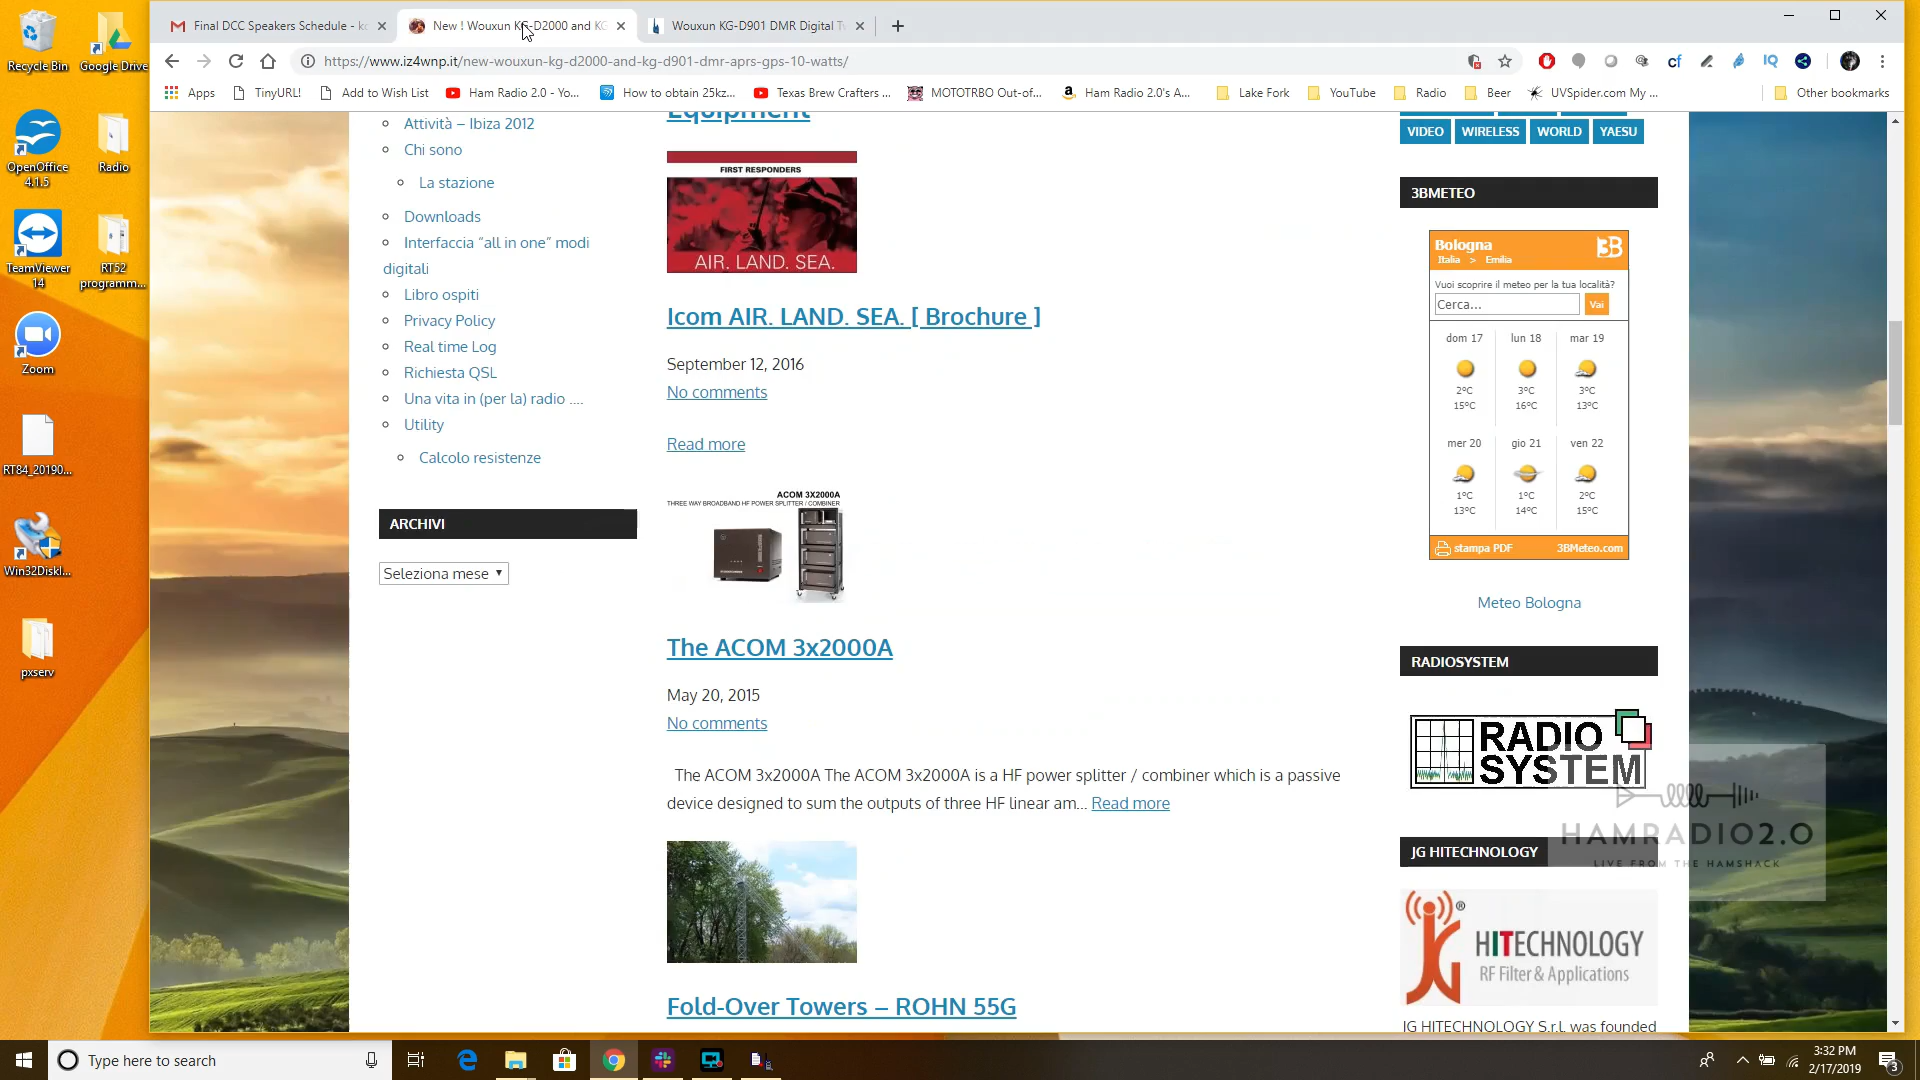 Final DCC Speakers Schedule - kc
New ! Wouxun KG-D2000 and KG
Wouxun KG-D901 DMR Digital Tw
https://www.iz4wnp.it/new-wouxun-kg-d2000-and-kg-d901-dmr-aprs-gps-10-watts/
Apps
TinyURL!
Add to Wish List
Ham Radio 2.0 - Yo...
How to obtain 25kz...
Texas Brew Crafters ...
MOTOTRBO Out-of...
Ham Radio 2.0's A...
Lake Fork
YouTube
Radio
Beer
UVSpider.com My ...
Other bookmarks
Recycle Bin
Google Drive
OpenOffice 4.1.5
Radio
TeamViewer 14
RT52 programm...
Zoom
RT84_20190...
Win32DiskI...
pxserv
Attività – Ibiza 2012
Chi sono
La stazione
Downloads
Interfaccia “all in one” modi
digitali
Libro ospiti
Privacy Policy
Real time Log
Richiesta QSL
Una vita in (per la) radio ....
Utility
Calcolo resistenze
ARCHIVI
Seleziona mese
Equipment
FIRST RESPONDERS
AIR. LAND. SEA.
Icom AIR. LAND. SEA. [ Brochure ]
September 12, 2016
No comments
Read more
ACOM 3X2000A
THREE WAY BROADBAND HF POWER SPLITTER / COMBINER
The ACOM 3x2000A
May 20, 2015
No comments
The ACOM 3x2000A The ACOM 3x2000A is a HF power splitter / combiner which is a passive
device designed to sum the outputs of three HF linear am... Read more
Fold-Over Towers – ROHN 55G
VIDEO WIRELESS WORLD YAESU
3BMETEO
Bologna
Italia > Emilia
3B
Vuoi scoprire il meteo per la tua località?
Cerca...
Vai
dom 17 lun 18 mar 19
2°C 3°C 3°C
15°C 16°C 13°C
mer 20 gio 21 ven 22
1°C 1°C 2°C
13°C 14°C 15°C
stampa PDF 3BMeteo.com
Meteo Bologna
RADIOSYSTEM
RADIO
SYSTEM
HAMRADIO2.0
LIVE FROM THE HAMSHACK
JG HITECHNOLOGY
HITECHNOLOGY
RF Filter & Applications
JG HITECHNOLOGY S.r.l. was founded
Type here to search
3:32 PM
2/17/2019
3